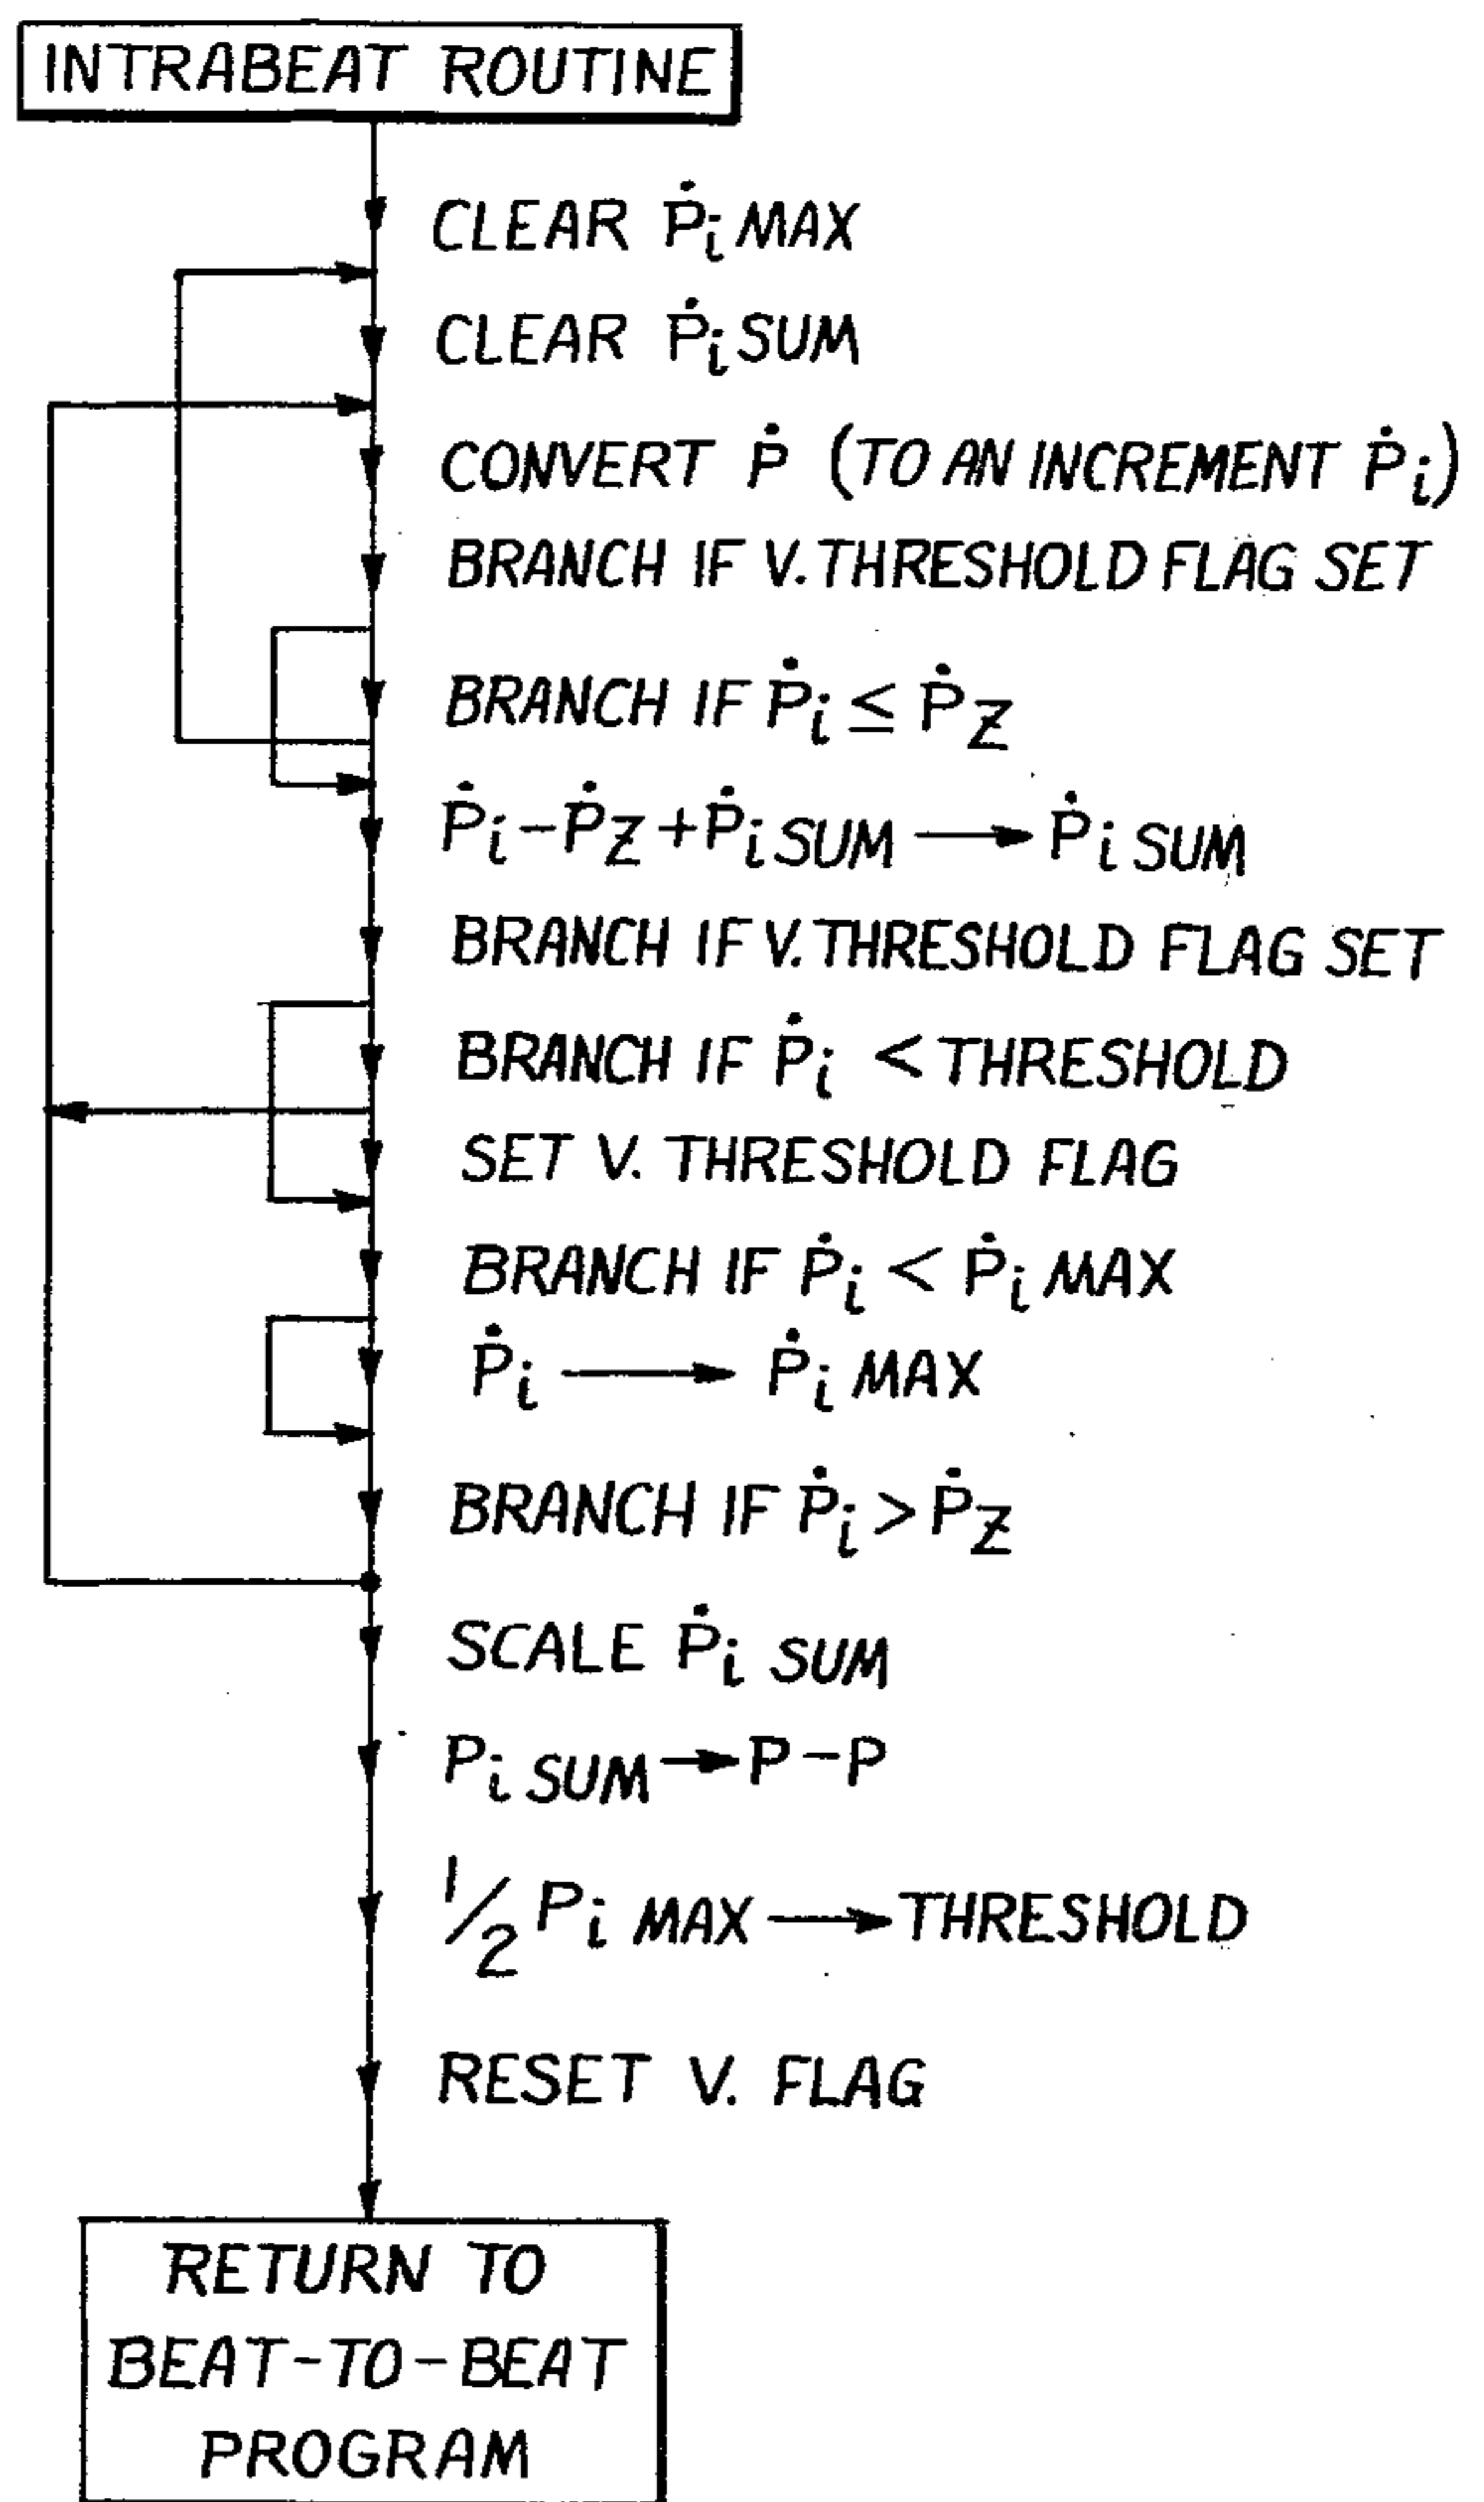 INTRABEAT ROUTINE
CLEAR Ṗi MAX
CLEAR Ṗi SUM
CONVERT Ṗ (TO AN INCREMENT Ṗi)
BRANCH IF V. THRESHOLD FLAG SET
BRANCH IF Ṗi ≤ ṖZ
Ṗi – ṖZ + Ṗi SUM → Ṗi SUM
BRANCH IF V. THRESHOLD FLAG SET
BRANCH IF Ṗi < THRESHOLD
SET V. THRESHOLD FLAG
BRANCH IF Ṗi < Ṗi MAX
Ṗi → Ṗi MAX
BRANCH IF Ṗi > ṖZ
SCALE Ṗi SUM
Pi SUM → P – P
1/2 Pi MAX → THRESHOLD
RESET V. FLAG
RETURN TO
BEAT-TO-BEAT
PROGRAM